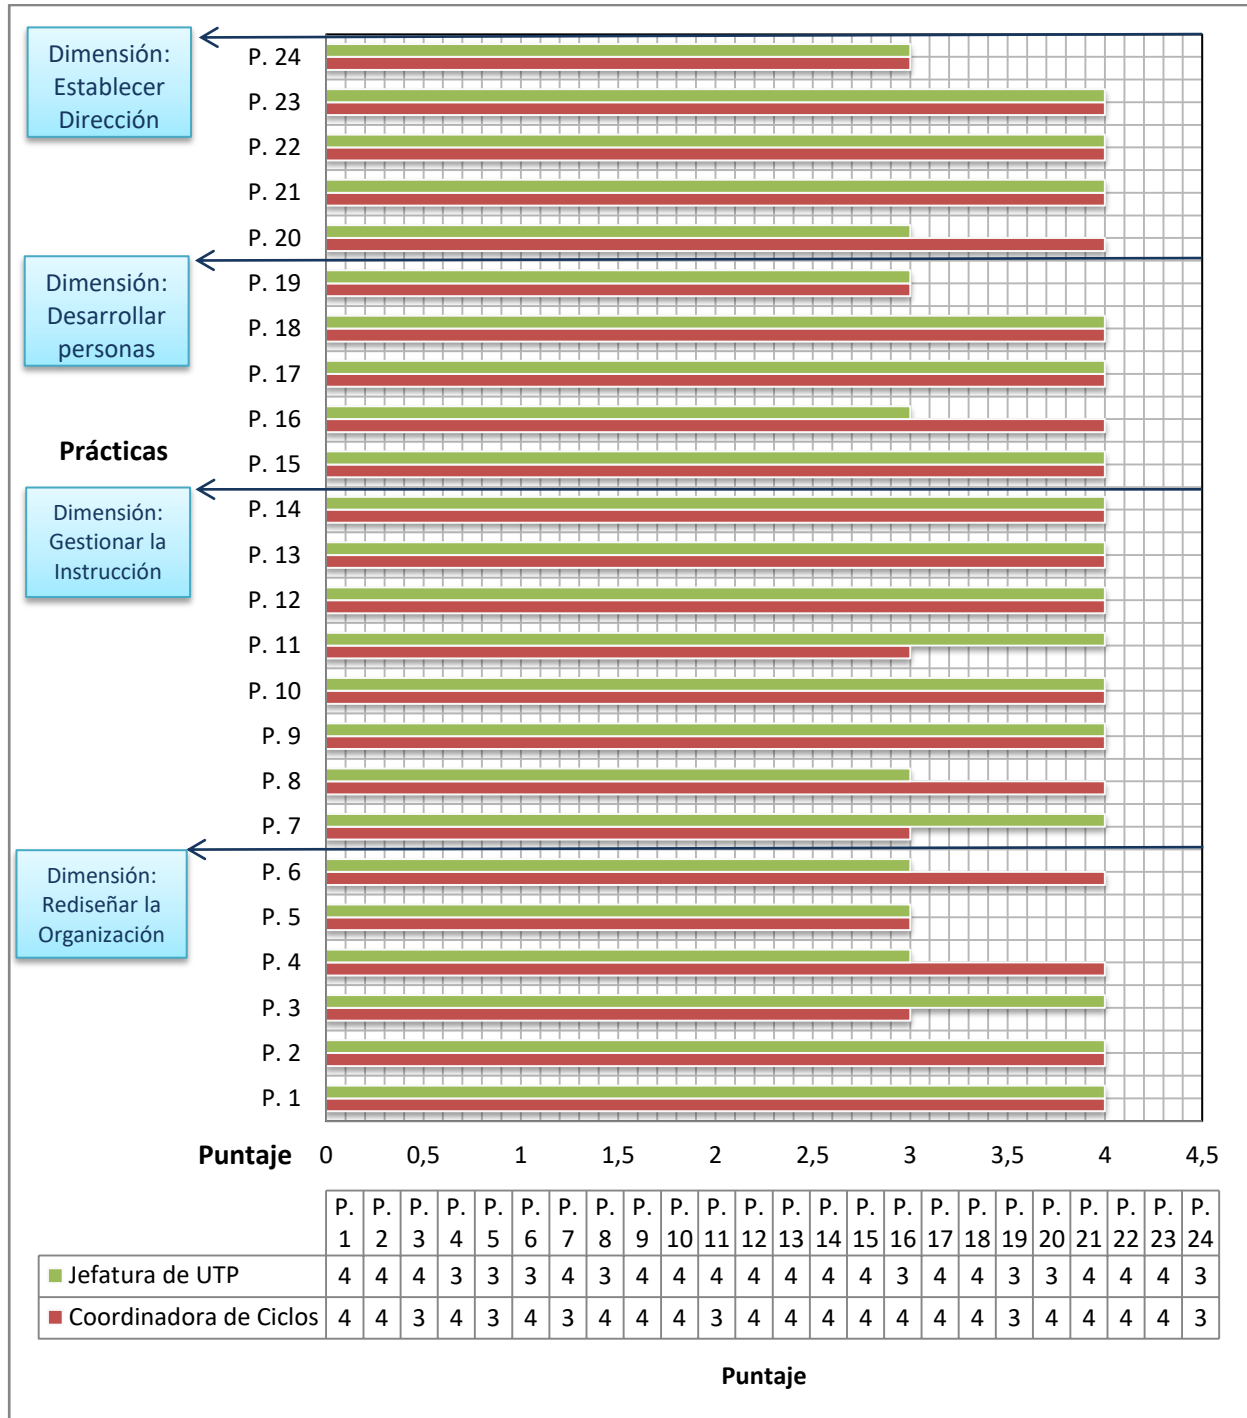 Dimensión:
Establecer
Dirección
P. 24
P. 23
P. 22
P. 21
P. 20
Dimensión:
Desarrollar
personas
P. 19
P. 18
P. 17
P. 16
Prácticas
P. 15
Dimensión:
Gestionar la
Instrucción
P. 14
P. 13
P. 12
P. 11
P. 10
P. 9
P. 8
P. 7
Dimensión:
Rediseñar la
Organización
P. 6
P. 5
P. 4
P. 3
P. 2
P. 1
Puntaje 0 0,5 1 1,5 2 2,5 3 3,5 4 4,5
P. 1 P. 2 P. 3 P. 4 P. 5 P. 6 P. 7 P. 8 P. 9 P. 10 P. 11 P. 12 P. 13 P. 14 P. 15 P. 16 P. 17 P. 18 P. 19 P. 20 P. 21 P. 22 P. 23 P. 24
Jefatura de UTP 4 4 4 3 3 3 4 3 4 4 4 4 4 4 4 3 4 4 3 3 4 4 4 3
Coordinadora de Ciclos 4 4 3 4 3 4 3 4 4 4 3 4 4 4 4 4 4 4 3 4 4 4 4 3
Puntaje